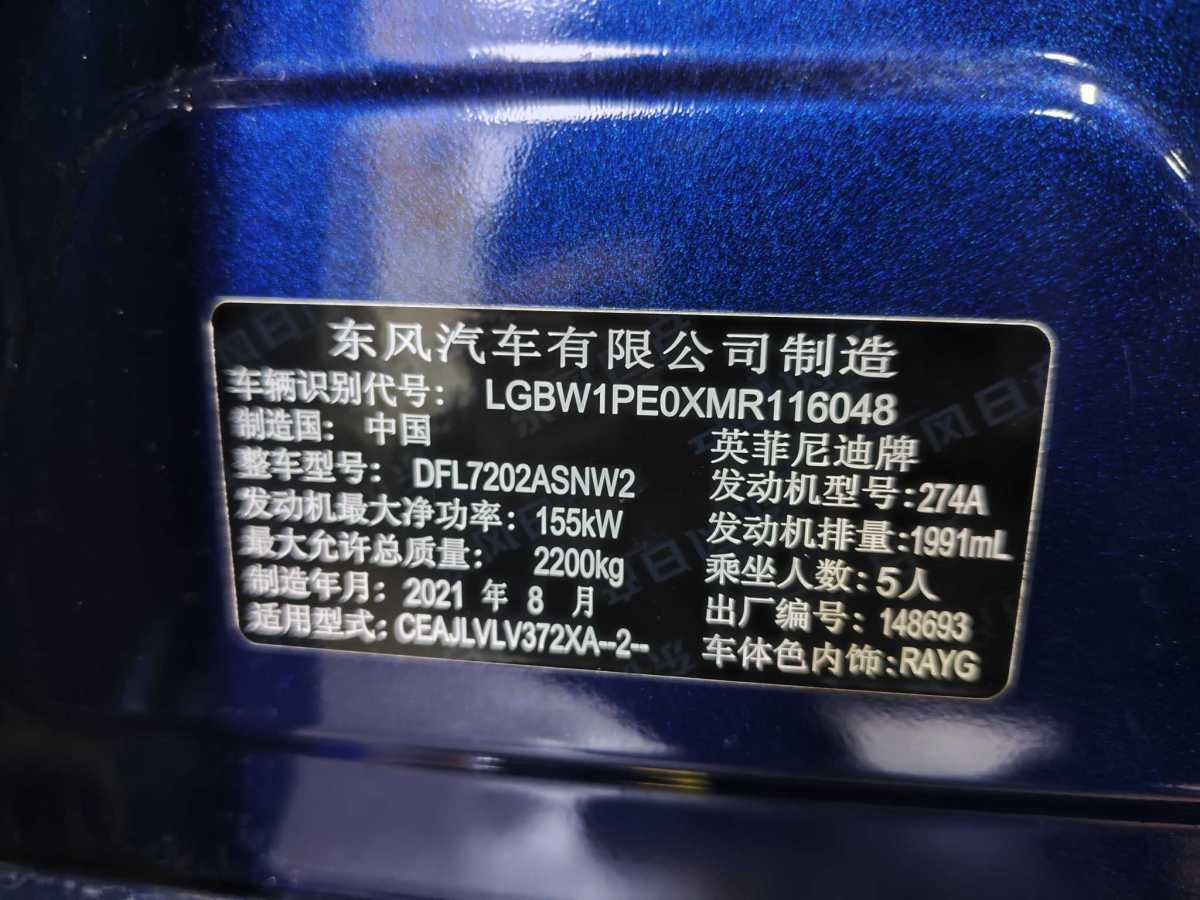 东风汽车有限公司制造
车辆识别代号: LGBW1PE0XMR116048
制造国: 中国 英菲尼迪牌
整车型号: DFL7202ASNW2 发动机型号:274A
发动机最大净功率: 155kW 发动机排量:1991mL
最大允许总质量: 2200kg 乘坐人数:5人
制造年月: 2021 年 8 月 出厂编号: 148693
适用型式:CEAJLVLV372XA--2-- 车体色内饰:RAYG